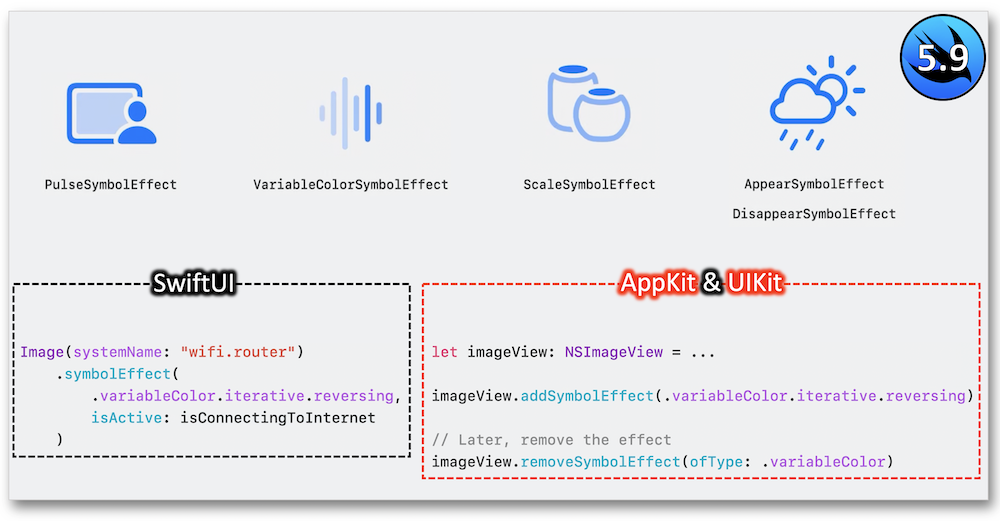 5.9
PulseSymbolEffect
VariableColorSymbolEffect
ScaleSymbolEffect
AppearSymbolEffect
DisappearSymbolEffect
SwiftUI
Image(systemName: "wifi.router")
    .symbolEffect(
        .variableColor.iterative.reversing,
        isActive: isConnectingToInternet
    )
AppKit & UIKit
let imageView: NSImageView = ...
imageView.addSymbolEffect(.variableColor.iterative.reversing)
// Later, remove the effect
imageView.removeSymbolEffect(ofType: .variableColor)